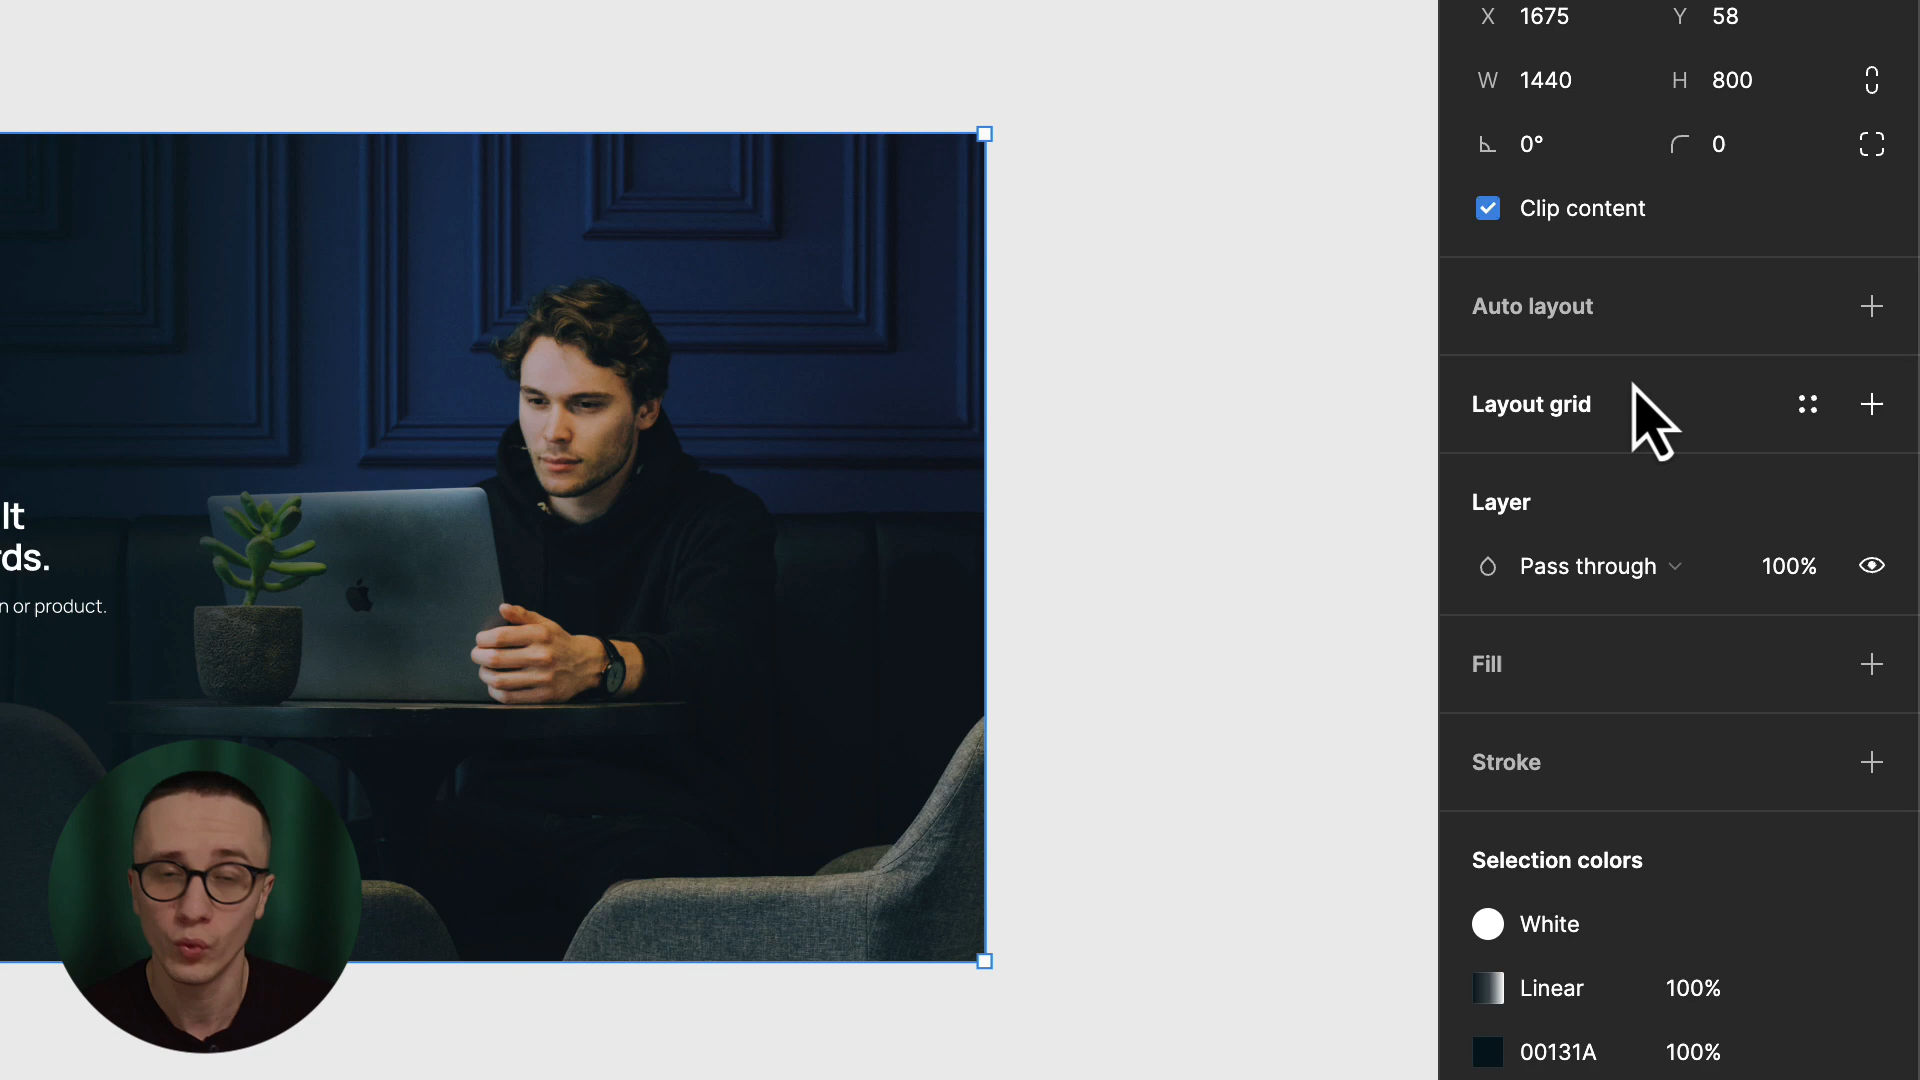 lt
rds.
n or product.
X 1675 Y 58
W 1440 H 800
0° 0
Clip content
Auto layout
Layout grid
Layer
Pass through 100%
Fill
Stroke
Selection colors
White
Linear 100%
00131A 100%